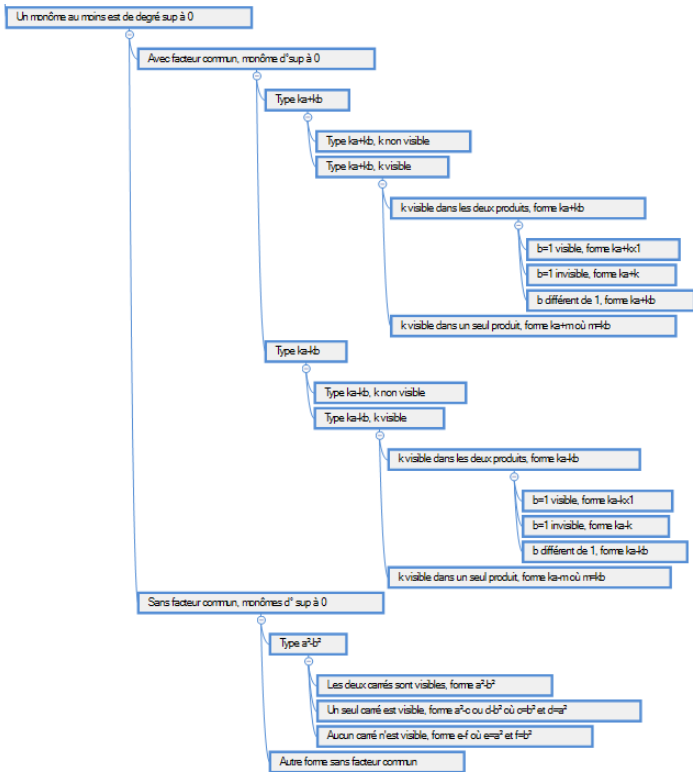 Un monôme au moins est de degré sup à 0
Avec facteur commun, monôme d°sup à 0
Type ka+kb
Type ka+kb, k non visible
Type ka+kb, k visible
k visible dans les deux produits, forme ka+kb
b=1 visible, forme ka+kx1
b=1 invisible, forme ka+k
b différent de 1, forme ka+kb
k visible dans un seul produit, forme ka+m où m=kb
Type ka-kb
Type ka-kb, k non visible
Type ka-kb, k visible
k visible dans les deux produits, forme ka-kb
b=1 visible, forme ka-kx1
b=1 invisible, forme ka-k
b différent de 1, forme ka-kb
k visible dans un seul produit, forme ka-m où m=kb
Sans facteur commun, monômes d° sup à 0
Type a²-b²
Les deux carrés sont visibles, forme a²-b²
Un seul carré est visible, forme a²-c ou d-b² où c=b² et d=a²
Aucun carré n'est visible, forme e-f où e=a² et f=b²
Autre forme sans facteur commun